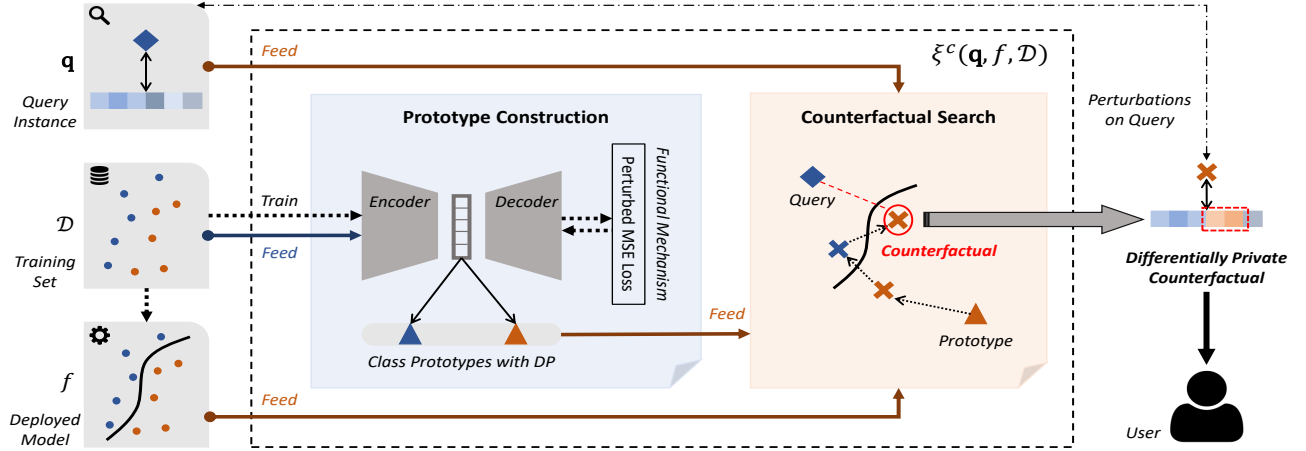 q
Query
Instance
Feed
ξᶜ(q, f, 𝒟)
Prototype Construction
Counterfactual Search
Perturbations
on Query
𝒟
Training
Set
Train
Feed
Encoder
Decoder
Perturbed MSE Loss
Functional Mechanism
Query
Counterfactual
Prototype
Differentially Private
Counterfactual
Class Prototypes with DP
Feed
f
Deployed
Model
Feed
User